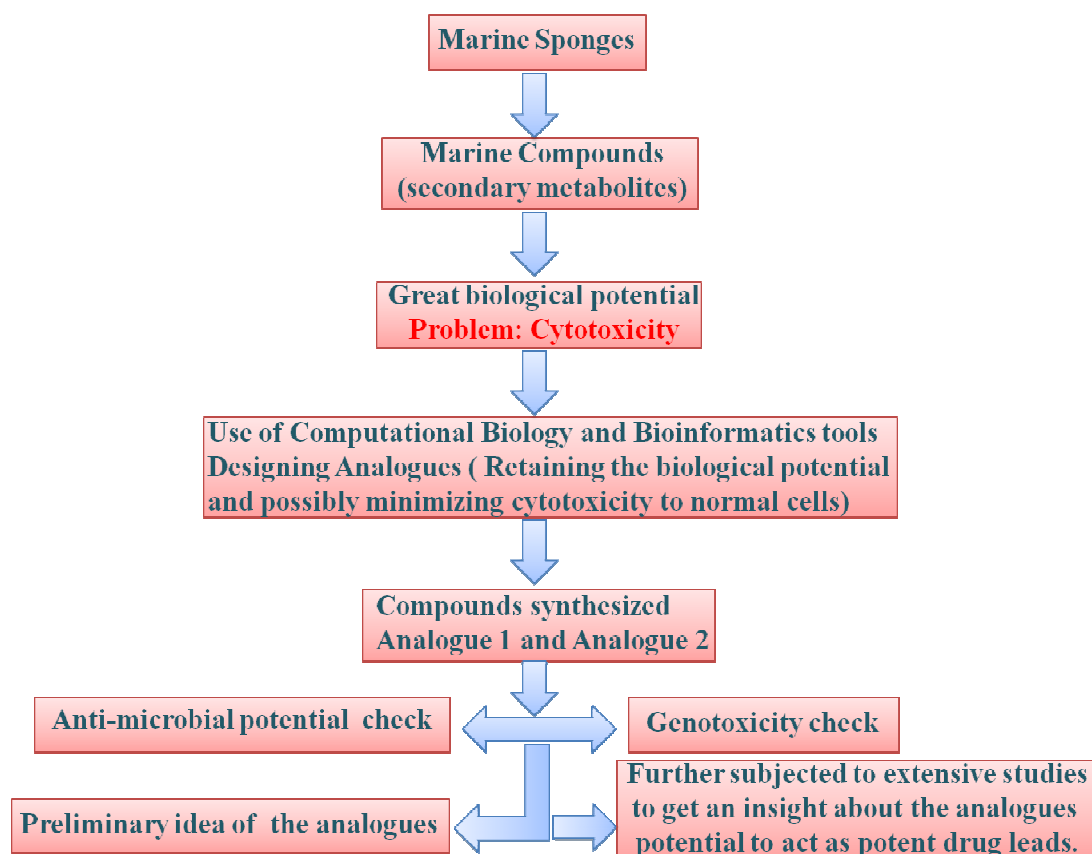 Marine Sponges
Marine Compounds
(secondary metabolites)
Great biological potential
Problem: Cytotoxicity
Use of Computational Biology and Bioinformatics tools
Designing Analogues ( Retaining the biological potential
and possibly minimizing cytotoxicity to normal cells)
Compounds synthesized
Analogue 1 and Analogue 2
Anti-microbial potential check
Genotoxicity check
Preliminary idea of the analogues
Further subjected to extensive studies
to get an insight about the analogues
potential to act as potent drug leads.